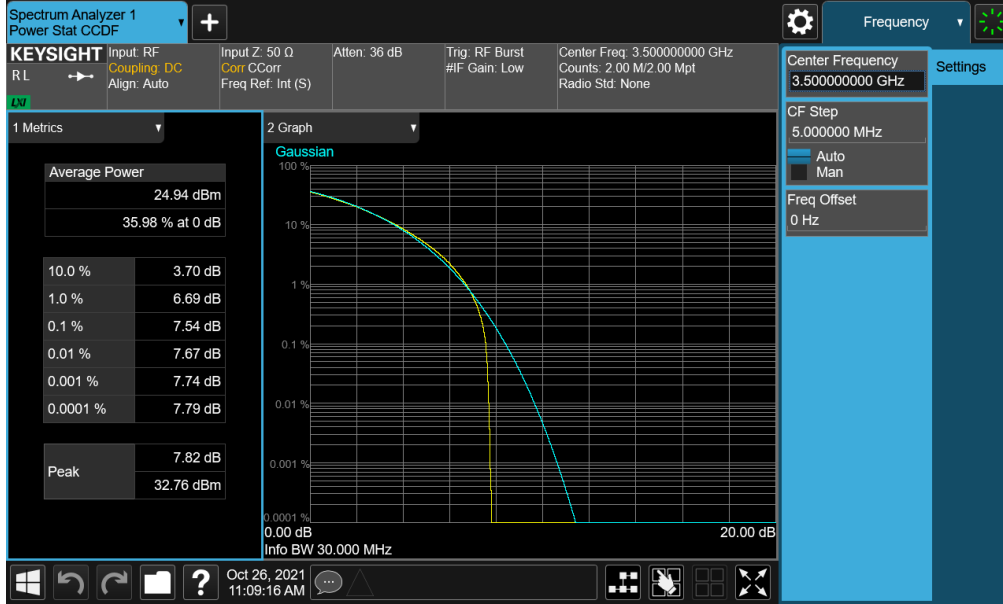 Spectrum Analyzer 1
Power Stat CCDF
Frequency
KEYSIGHT
RL
LXI
Input: RF
Coupling: DC
Align: Auto
Input Z: 50 Ω
Corr CCorr
Freq Ref: Int (S)
Atten: 36 dB
Trig: RF Burst
#IF Gain: Low
Center Freq: 3.500000000 GHz
Counts: 2.00 M/2.00 Mpt
Radio Std: None
Center Frequency
3.500000000 GHz
Settings
CF Step
5.000000 MHz
Auto
Man
Freq Offset
0 Hz
1 Metrics
Average Power
24.94 dBm
35.98 % at 0 dB
10.0 % 3.70 dB
1.0 % 6.69 dB
0.1 % 7.54 dB
0.01 % 7.67 dB
0.001 % 7.74 dB
0.0001 % 7.79 dB
Peak
7.82 dB
32.76 dBm
2 Graph
Gaussian
100 %
10 %
1 %
0.1 %
0.01 %
0.001 %
0.0001 %
0.00 dB 20.00 dB
Info BW 30.000 MHz
?
Oct 26, 2021
11:09:16 AM